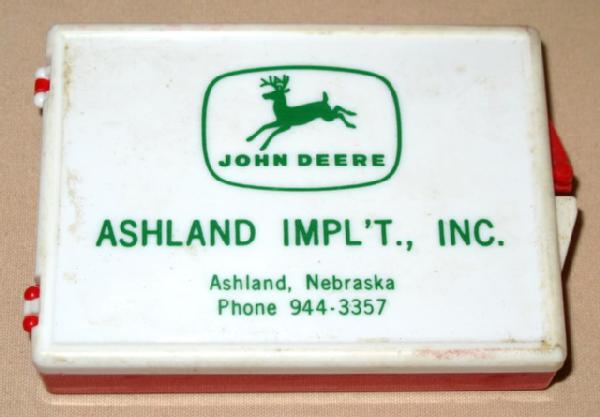 JOHN DEERE
ASHLAND IMPL'T., INC.
Ashland, Nebraska
Phone 944-3357